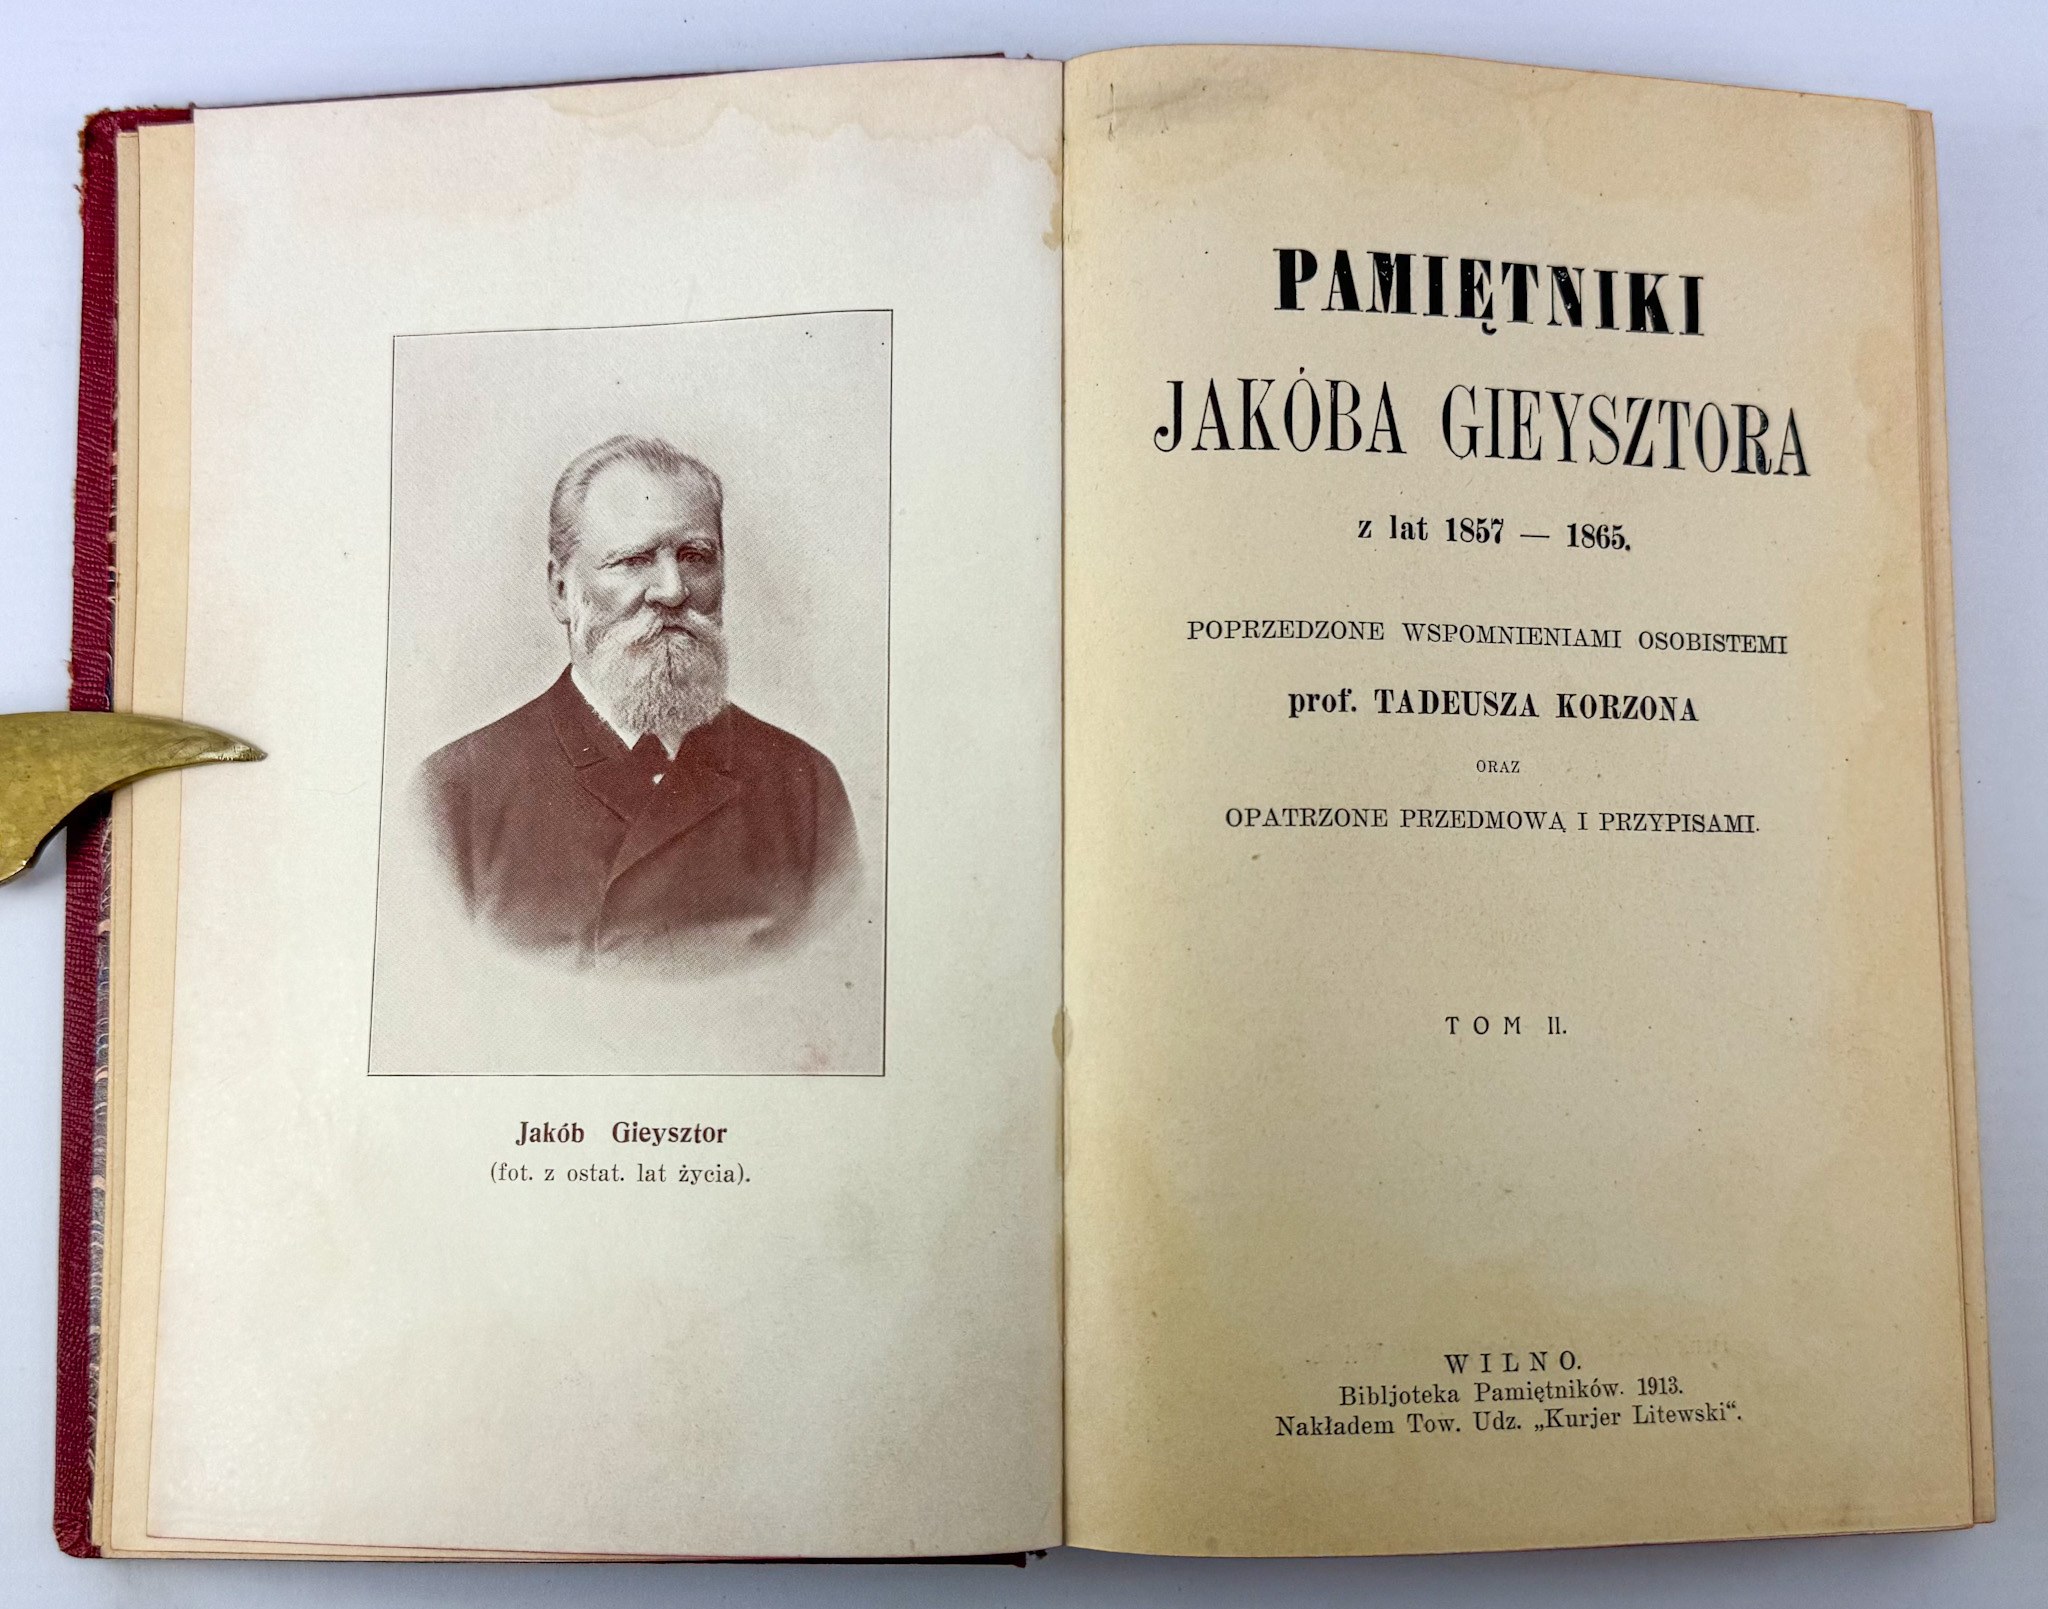 Jakób Gieysztor
(fot. z ostat. lat życia).
PAMIĘTNIKI
JAKÓBA GIEYSZTORA
z lat 1857 — 1865.
POPRZEDZONE WSPOMNIENIAMI OSOBISTEMI
prof. TADEUSZA KORZONA
ORAZ
OPATRZONE PRZEDMOWĄ I PRZYPISAMI.
TOM II.
WILNO.
Bibljoteka Pamiętników. 1913.
Nakładem Tow. Udz. „Kurjer Litewski“.